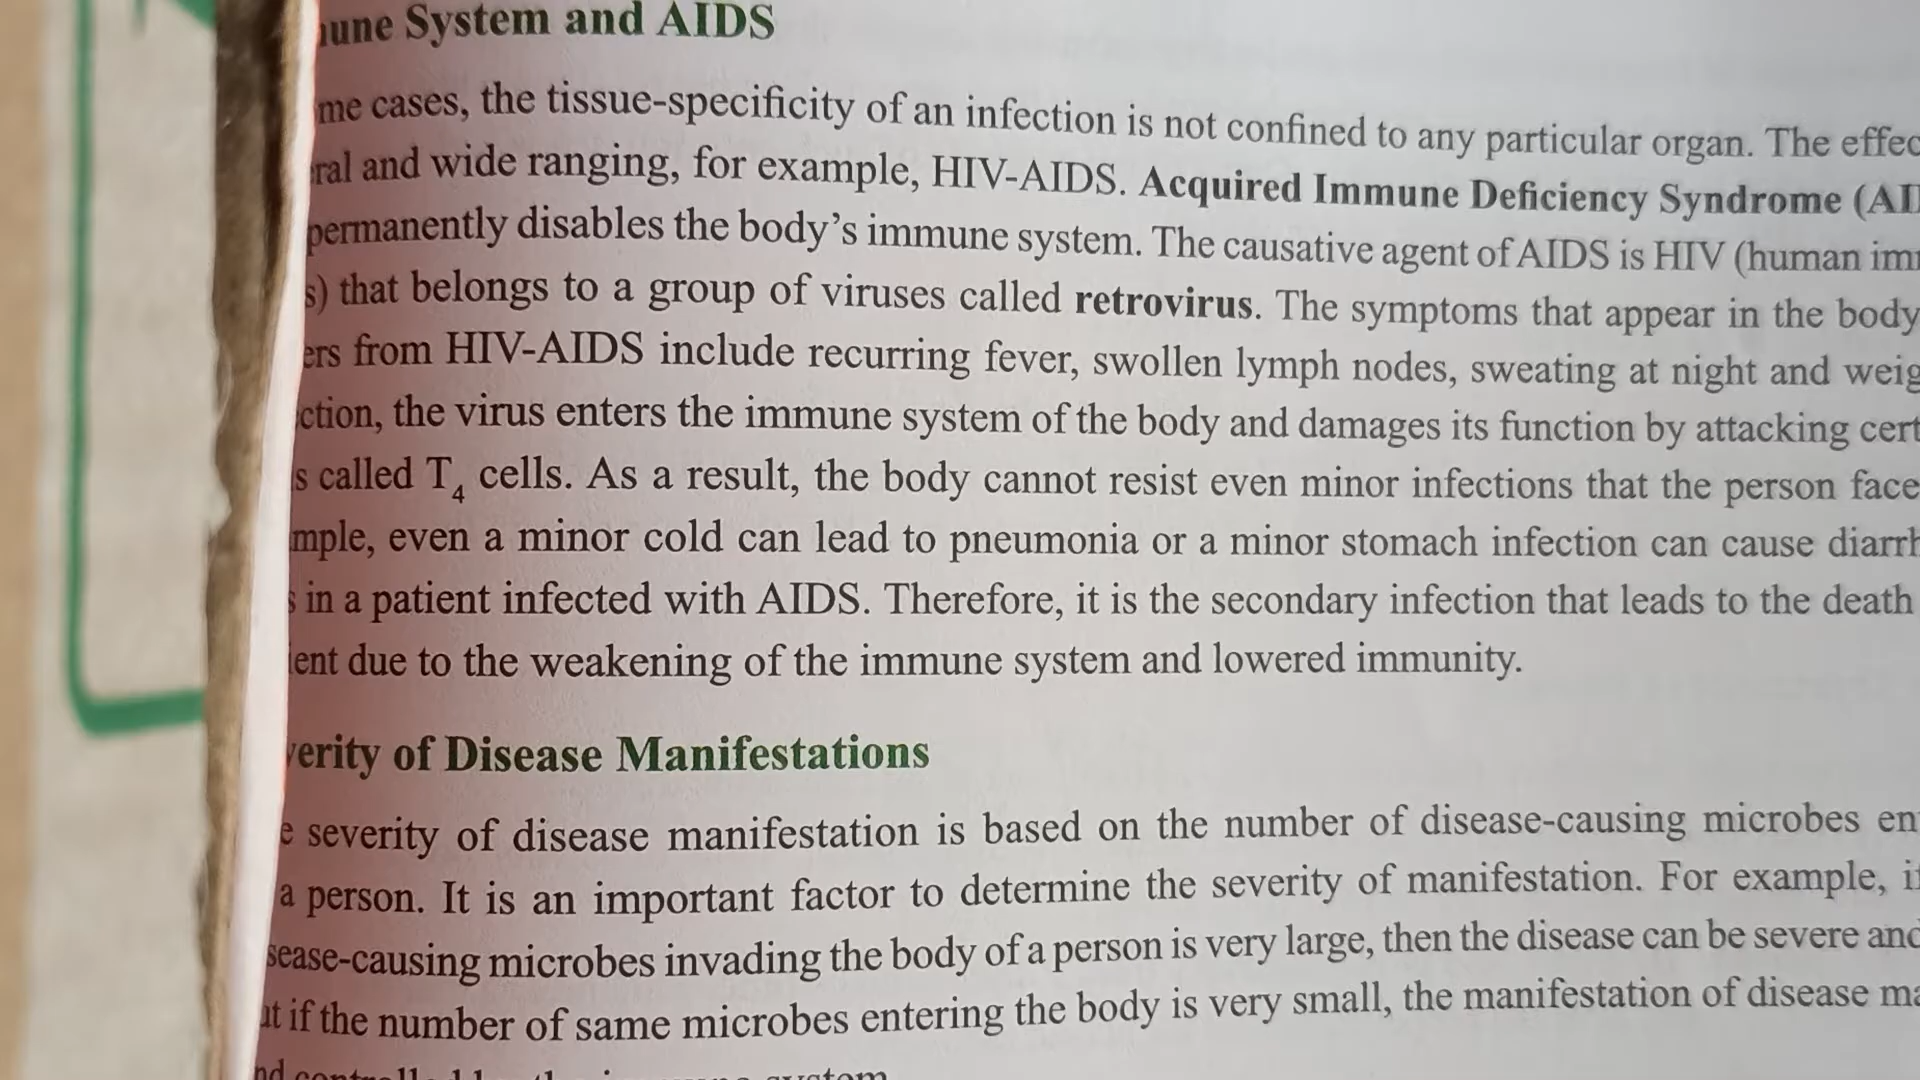 une System and AIDS
me cases, the tissue-specificity of an infection is not confined to any particular organ. The effec
ral and wide ranging, for example, HIV-AIDS. Acquired Immune Deficiency Syndrome (AI
permanently disables the body's immune system. The causative agent of AIDS is HIV (human im
s) that belongs to a group of viruses called retrovirus. The symptoms that appear in the body
ers from HIV-AIDS include recurring fever, swollen lymph nodes, sweating at night and weig
ction, the virus enters the immune system of the body and damages its function by attacking cert
s called T₄ cells. As a result, the body cannot resist even minor infections that the person face
mple, even a minor cold can lead to pneumonia or a minor stomach infection can cause diarrh
s in a patient infected with AIDS. Therefore, it is the secondary infection that leads to the death
ient due to the weakening of the immune system and lowered immunity.
verity of Disease Manifestations
e severity of disease manifestation is based on the number of disease-causing microbes en
a person. It is an important factor to determine the severity of manifestation. For example, if
sease-causing microbes invading the body of a person is very large, then the disease can be severe and
ut if the number of same microbes entering the body is very small, the manifestation of disease ma
system